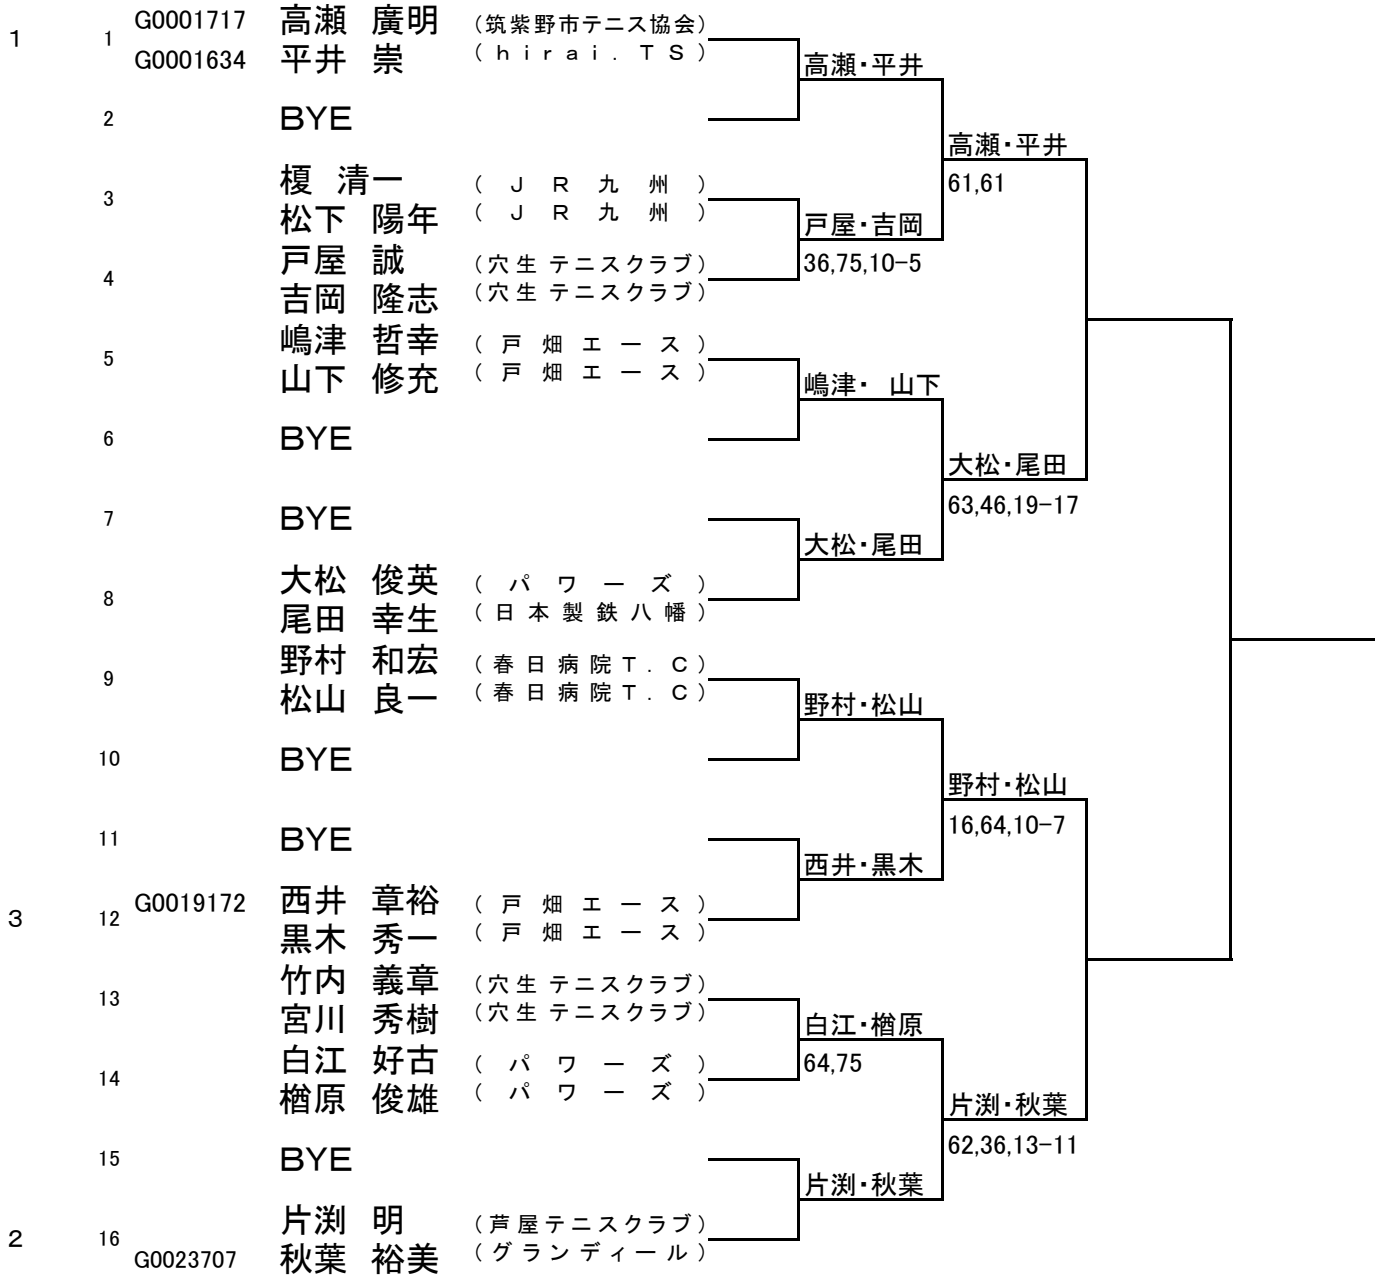 G0001717 高瀬 廣明 (筑紫野市テニス協会)
1 1
G0001634 平井 崇 (hirai.TS)
高瀬・平井
2 BYE
高瀬・平井
61,61
榎 清一 (JR九州)
3
松下 陽年 (JR九州)
戸屋・吉岡
36,75,10-5
戸屋 誠 (穴生テニスクラブ)
4
吉岡 隆志 (穴生テニスクラブ)
嶋津 哲幸 (戸畑エース)
5
山下 修充 (戸畑エース)
嶋津・ 山下
6 BYE
大松・尾田
63,46,19-17
7 BYE
大松・尾田
大松 俊英 (パワーズ)
8
尾田 幸生 (日本製鉄八幡)
野村 和宏 (春日病院T.C)
9
松山 良一 (春日病院T.C)
野村・松山
10 BYE
野村・松山
16,64,10-7
11 BYE
西井・黒木
G0019172 西井 章裕 (戸畑エース)
3 12
黒木 秀一 (戸畑エース)
竹内 義章 (穴生テニスクラブ)
13
宮川 秀樹 (穴生テニスクラブ)
白江・楢原
64,75
白江 好古 (パワーズ)
14
楢原 俊雄 (パワーズ)
片渕・秋葉
62,36,13-11
15 BYE
片渕・秋葉
片渕 明 (芦屋テニスクラブ)
2 16
G0023707 秋葉 裕美 (グランディール)